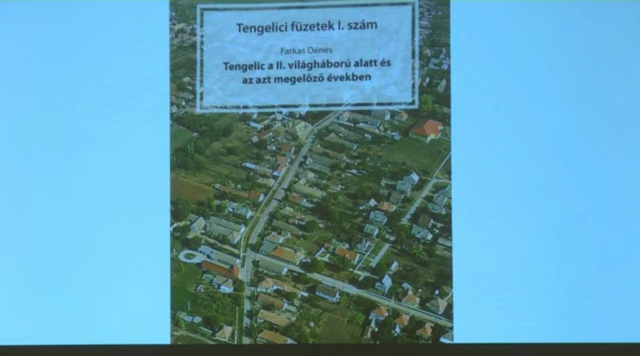 Tengelici füzetek I. szám
Farkas Dénes
Tengelic a II. világháború alatt és
az azt megelőző években